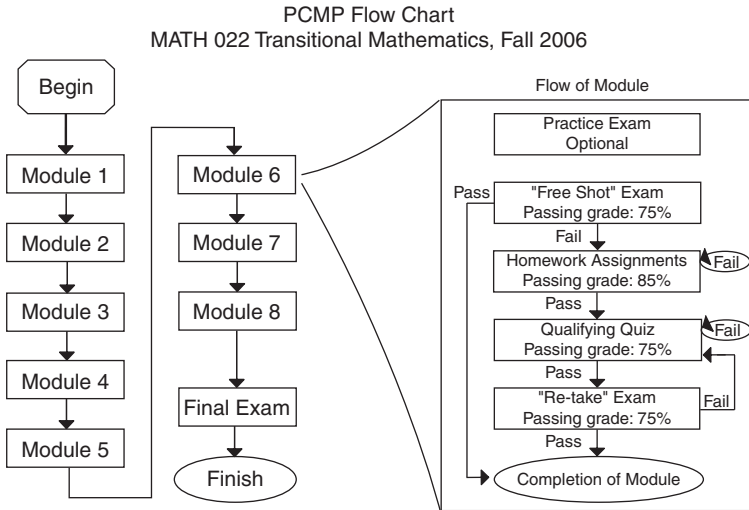 PCMP Flow Chart
MATH 022 Transitional Mathematics, Fall 2006
Begin
Module 1
Module 2
Module 3
Module 4
Module 5
Module 6
Module 7
Module 8
Final Exam
Finish
Flow of Module
Practice Exam
Optional
Pass
"Free Shot" Exam
Passing grade: 75%
Fail
Homework Assignments
Passing grade: 85%
Fail
Pass
Qualifying Quiz
Passing grade: 75%
Fail
Pass
"Re-take" Exam
Passing grade: 75%
Fail
Pass
Completion of Module